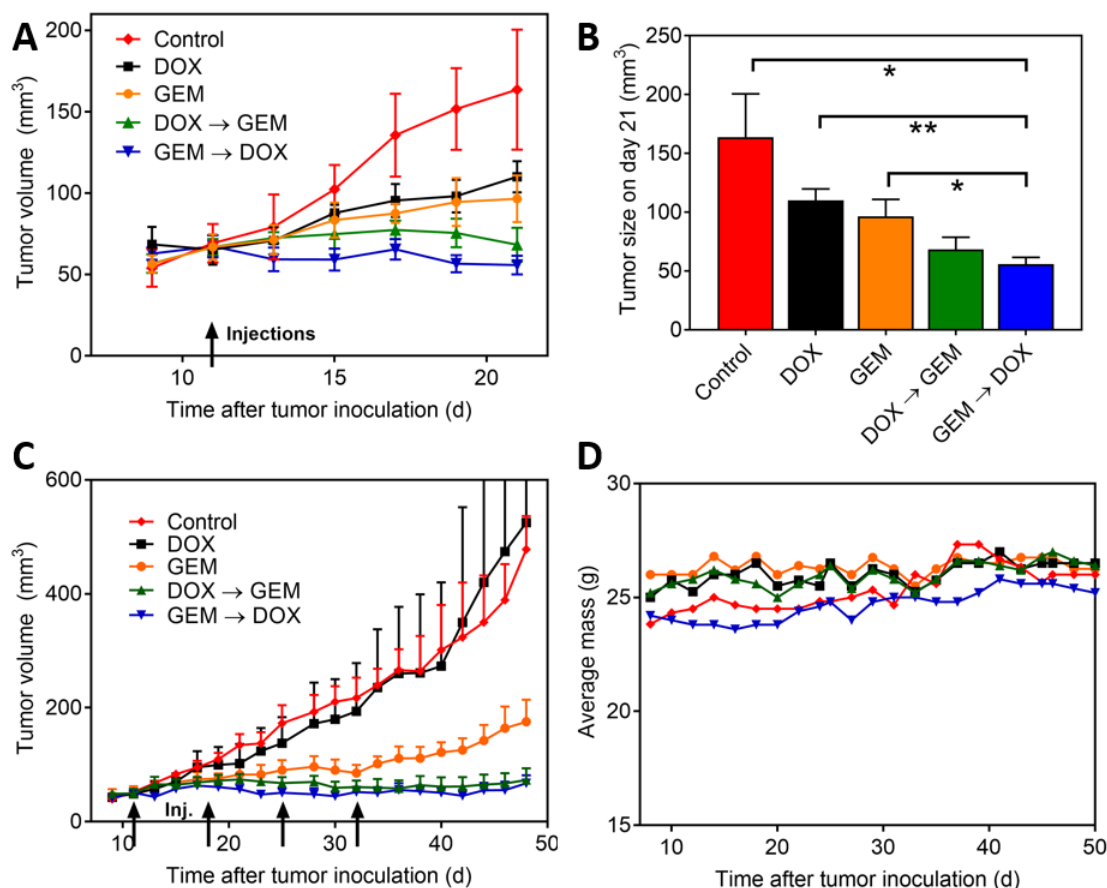 A
200
150
100
50
0
Tumor volume (mm³)
Control
DOX
GEM
DOX → GEM
GEM → DOX
Injections
10
15
20
Time after tumor inoculation (d)
B
250
200
150
100
50
0
Tumor size on day 21 (mm³)
*
**
*
Control
DOX
GEM
DOX → GEM
GEM → DOX
C
600
400
200
0
Tumor volume (mm³)
Control
DOX
GEM
DOX → GEM
GEM → DOX
Inj.
10
20
30
40
50
Time after tumor inoculation (d)
D
30
25
20
15
Average mass (g)
10
20
30
40
50
Time after tumor inoculation (d)